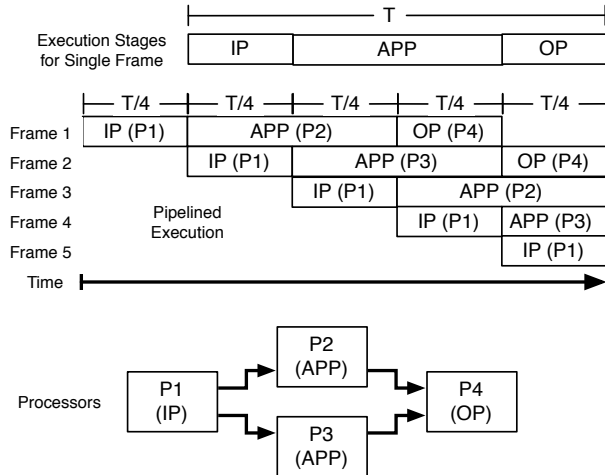 T
Execution Stages
for Single Frame
IP APP OP
T/4 T/4 T/4 T/4 T/4
Frame 1 IP (P1) APP (P2) OP (P4)
Frame 2 IP (P1) APP (P3) OP (P4)
Frame 3 IP (P1) APP (P2)
Frame 4 IP (P1) APP (P3)
Frame 5 IP (P1)
Pipelined
Execution
Time
Processors
P1
(IP)
P2
(APP)
P3
(APP)
P4
(OP)